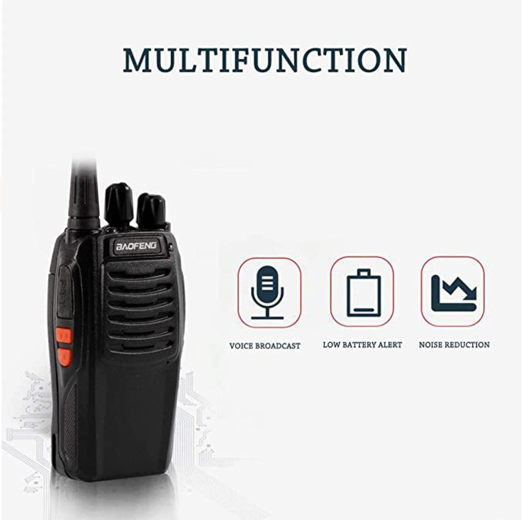 MULTIFUNCTION
BAOFENG
VOICE BROADCAST
LOW BATTERY ALERT
NOISE REDUCTION